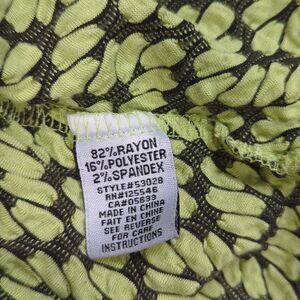 82%RAYON
16%POLYESTER
2%SPANDEX
STYLE#53028
RN#125546
CA#05633
MADE IN CHINA
FAIT EN CHINE
SEE REVERSE
FOR CARE
INSTRUCTIONS